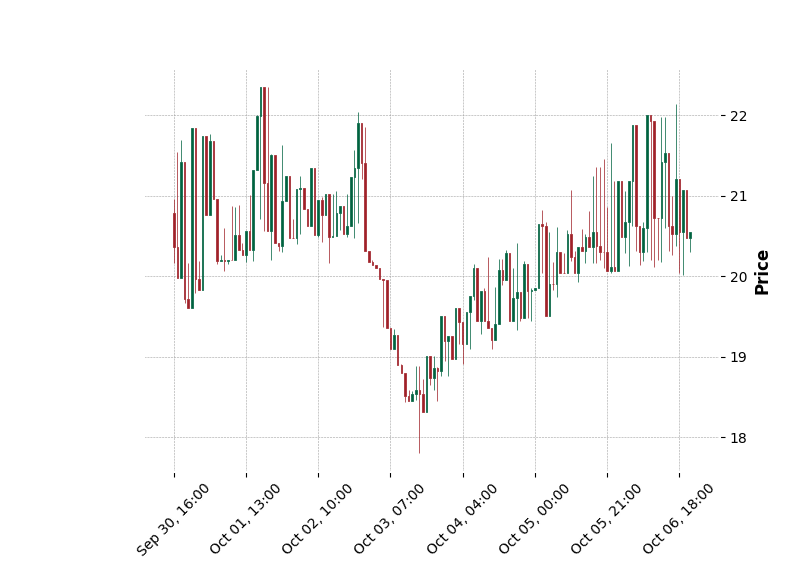 22
21
20
19
18
Price
Sep 30, 16:00
Oct 01, 13:00
Oct 02, 10:00
Oct 03, 07:00
Oct 04, 04:00
Oct 05, 00:00
Oct 05, 21:00
Oct 06, 18:00